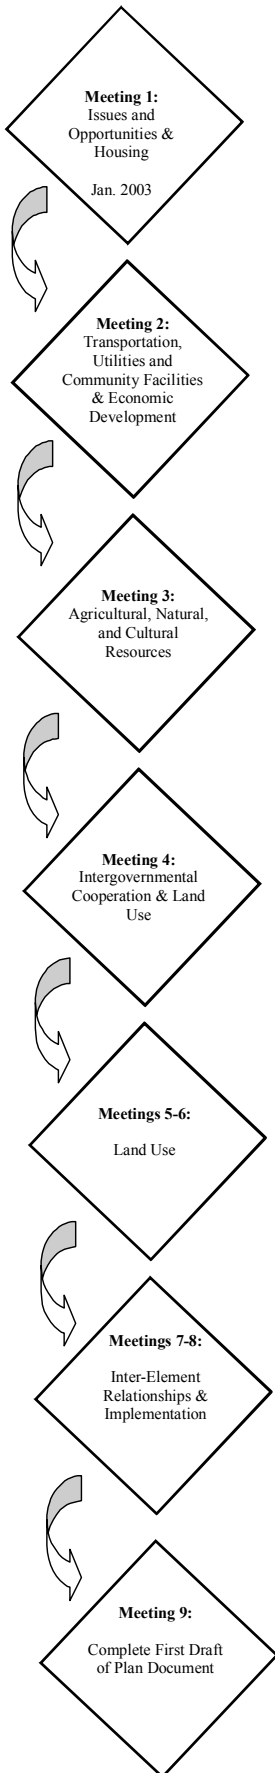 Meeting 1:
Issues and
Opportunities &
Housing
Jan. 2003
Meeting 2:
Transportation,
Utilities and
Community Facilities
& Economic
Development
Meeting 3:
Agricultural, Natural,
and Cultural
Resources
Meeting 4:
Intergovernmental
Cooperation & Land
Use
Meetings 5-6:
Land Use
Meetings 7-8:
Inter-Element
Relationships &
Implementation
Meeting 9:
Complete First Draft
of Plan Document